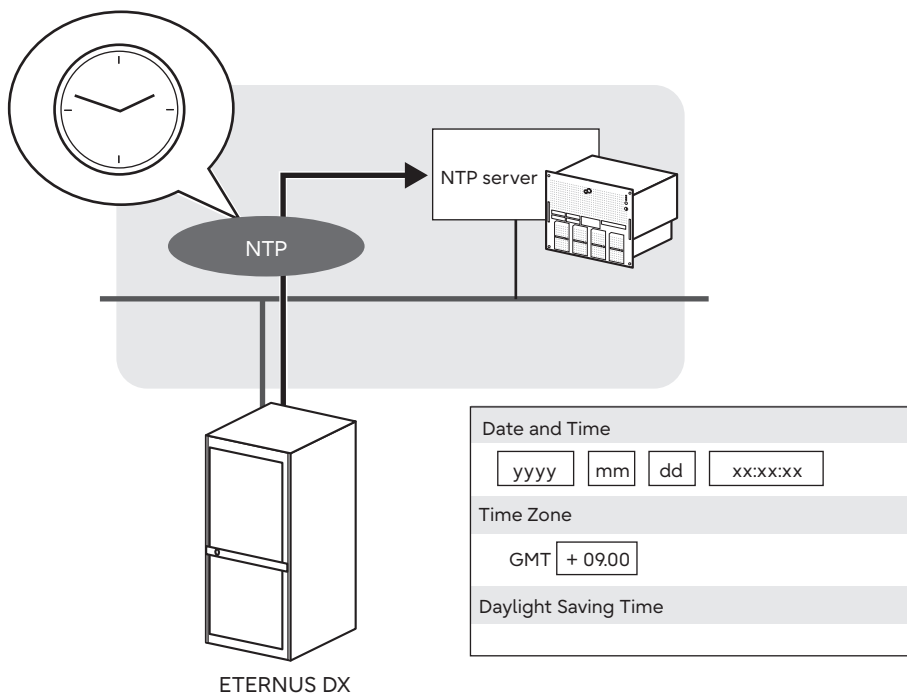 NTP server
NTP
ETERNUS DX
Date and Time
yyyy mm dd xx:xx:xx
Time Zone
GMT + 09.00
Daylight Saving Time